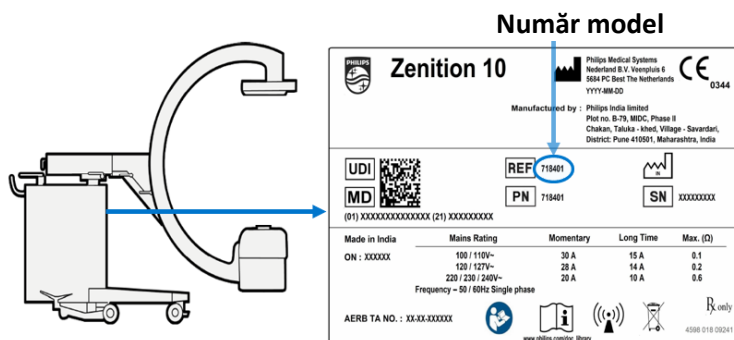 Număr model
PHILIPS
Zenition 10
Philips Medical Systems
Nederland B.V. Veenpluis 6
5684 PC Best The Netherlands
YYYY-MM-DD
CE 0344
Manufactured by : Philips India limited
Plot no. B-79, MIDC, Phase II
Chakan, Taluka - khed, Village - Savardari,
District: Pune 410501, Maharashtra, India
UDI
REF 718401
IN
MD
PN 718401
SN XXXXXXXXX
(01) XXXXXXXXXXXXXX (21) XXXXXXXXX
Made in India Mains Rating Momentary Long Time Max. (Ω)
ON : XXXXXX 100 / 110V~ 30 A 15 A 0.1
120 / 127V~ 28 A 14 A 0.2
220 / 230 / 240V~ 20 A 10 A 0.6
Frequency – 50 / 60Hz Single phase
AERB TA NO. : XX-XX-XXXXXX
www.philips.com/doc_library
Rx only
4598 018 09241